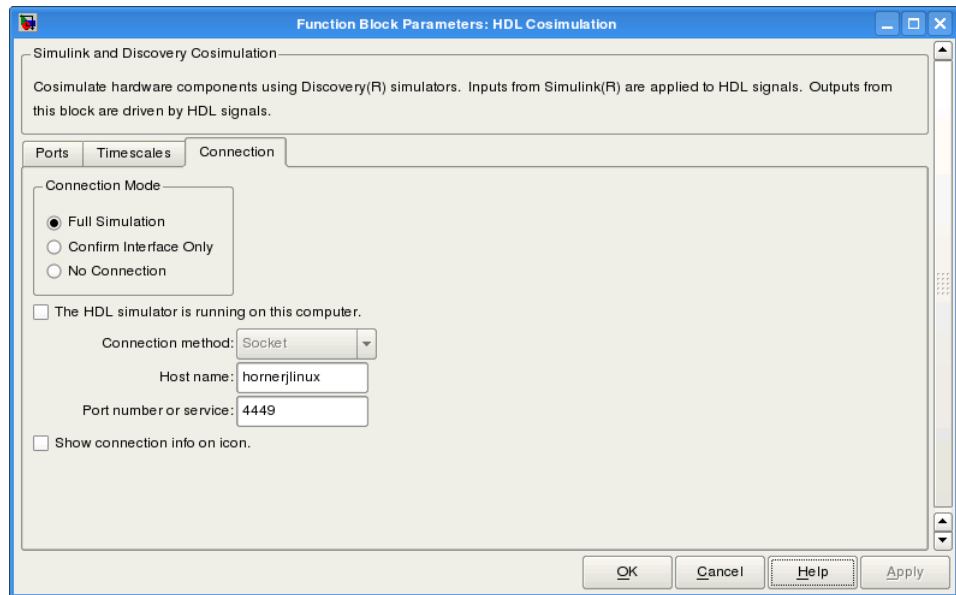 Function Block Parameters: HDL Cosimulation
Simulink and Discovery Cosimulation
Cosimulate hardware components using Discovery(R) simulators. Inputs from Simulink(R) are applied to HDL signals. Outputs from
this block are driven by HDL signals.
Ports Timescales Connection
Connection Mode
Full Simulation
Confirm Interface Only
No Connection
The HDL simulator is running on this computer.
Connection method: Socket
Host name: hornerjlinux
Port number or service: 4449
Show connection info on icon.
OK Cancel Help Apply